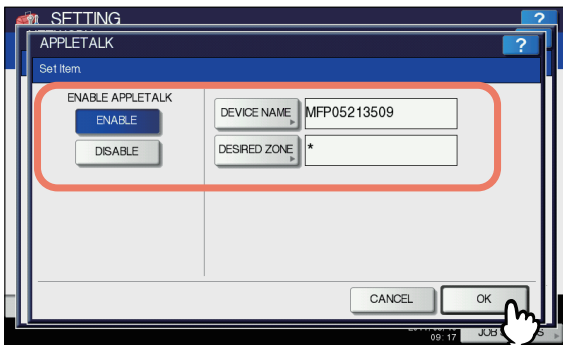 SETTING
?
APPLETALK
?
Set Item.
ENABLE APPLETALK
ENABLE
DISABLE
DEVICE NAME
MFP05213509
DESIRED ZONE
*
CANCEL
OK
09:17
JOB